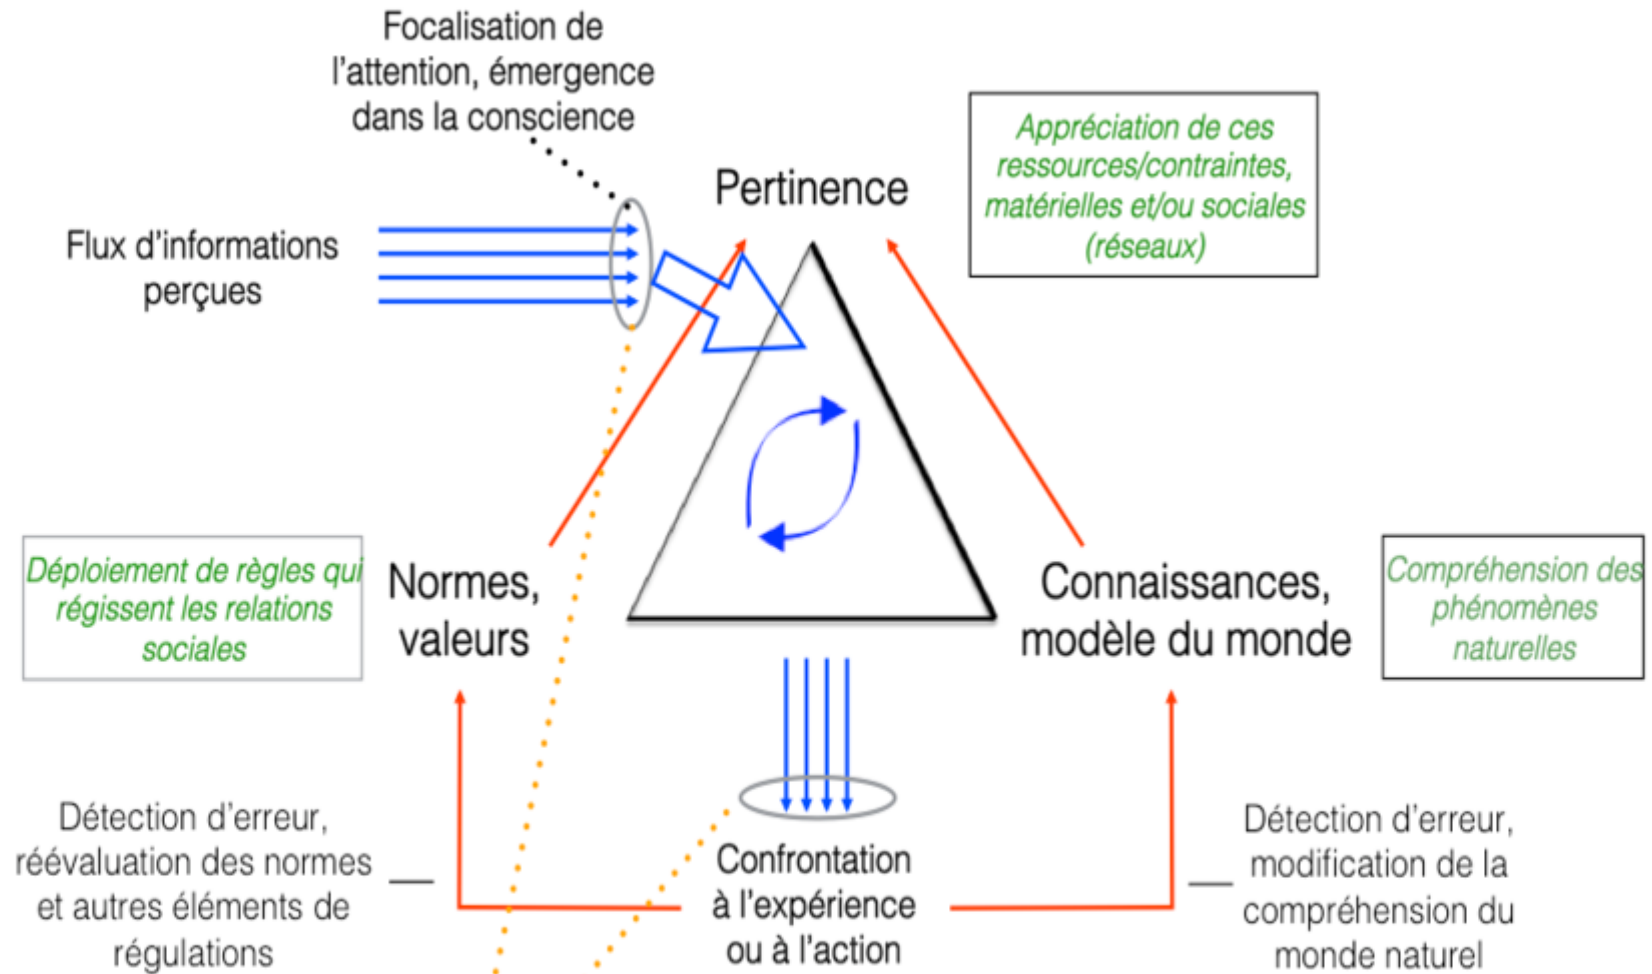 Focalisation de
l'attention, émergence
dans la conscience
Pertinence
Appréciation de ces
ressources/contraintes,
matérielles et/ou sociales
(réseaux)
Flux d'informations
perçues
Déploiement de règles qui
régissent les relations
sociales
Normes,
valeurs
Connaissances,
modèle du monde
Compréhension des
phénomènes
naturelles
Détection d'erreur,
réévaluation des normes
et autres éléments de
régulations
Confrontation
à l'expérience
ou à l'action
Détection d'erreur,
modification de la
compréhension du
monde naturel